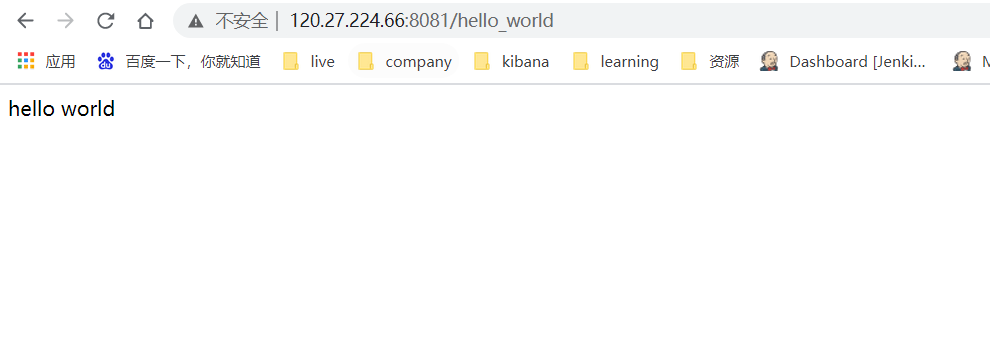 不安全 | 120.27.224.66:8081/hello_world
应用 百度一下，你就知道 live company kibana learning 资源 Dashboard [Jenki... M
hello world